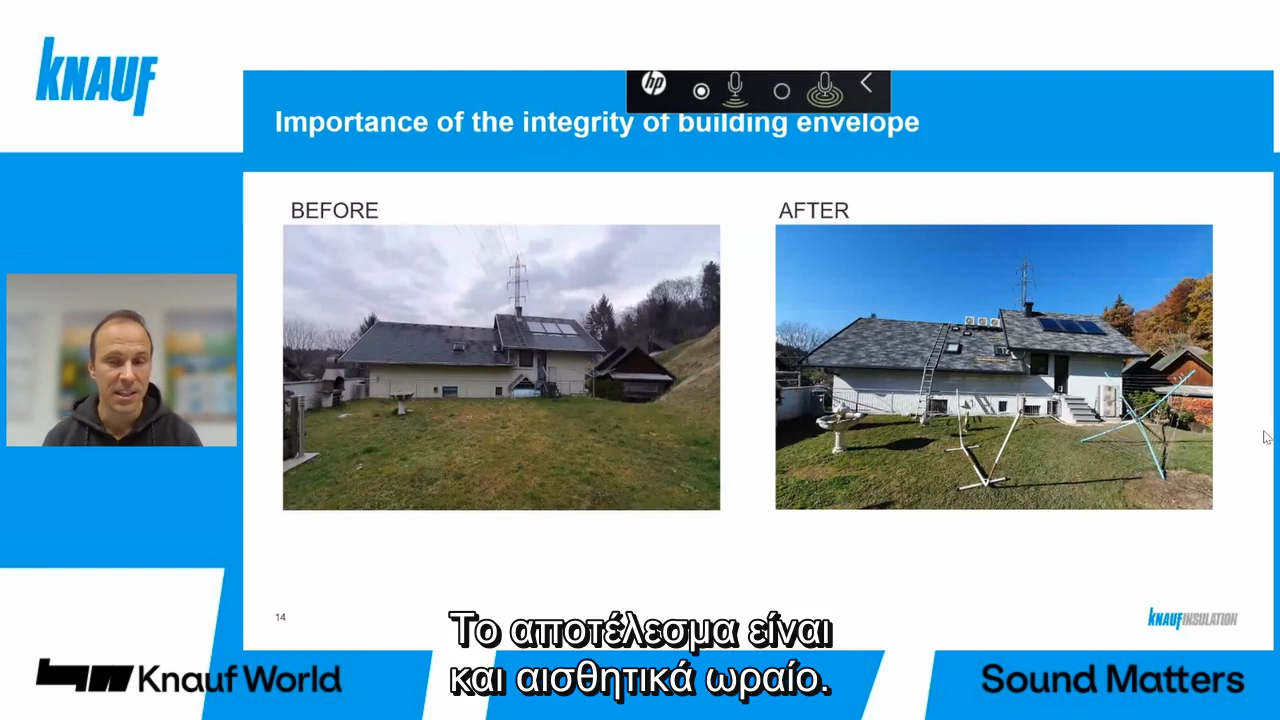 KNAUF
hp
Importance of the integrity of building envelope
BEFORE
AFTER
14
KNAUFINSULATION
Το αποτέλεσμα είναι
και αισθητικά ωραίο.
Knauf World
Sound Matters